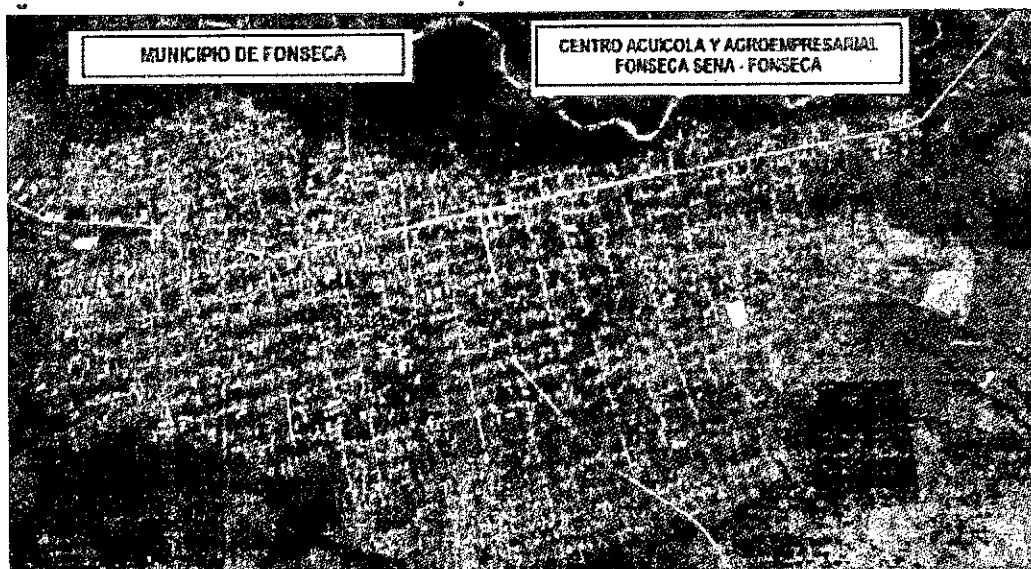 MUNICIPIO DE FONSECA
CENTRO ACUICOLA Y AGROEMPRESARIAL
FONSECA SENA - FONSECA